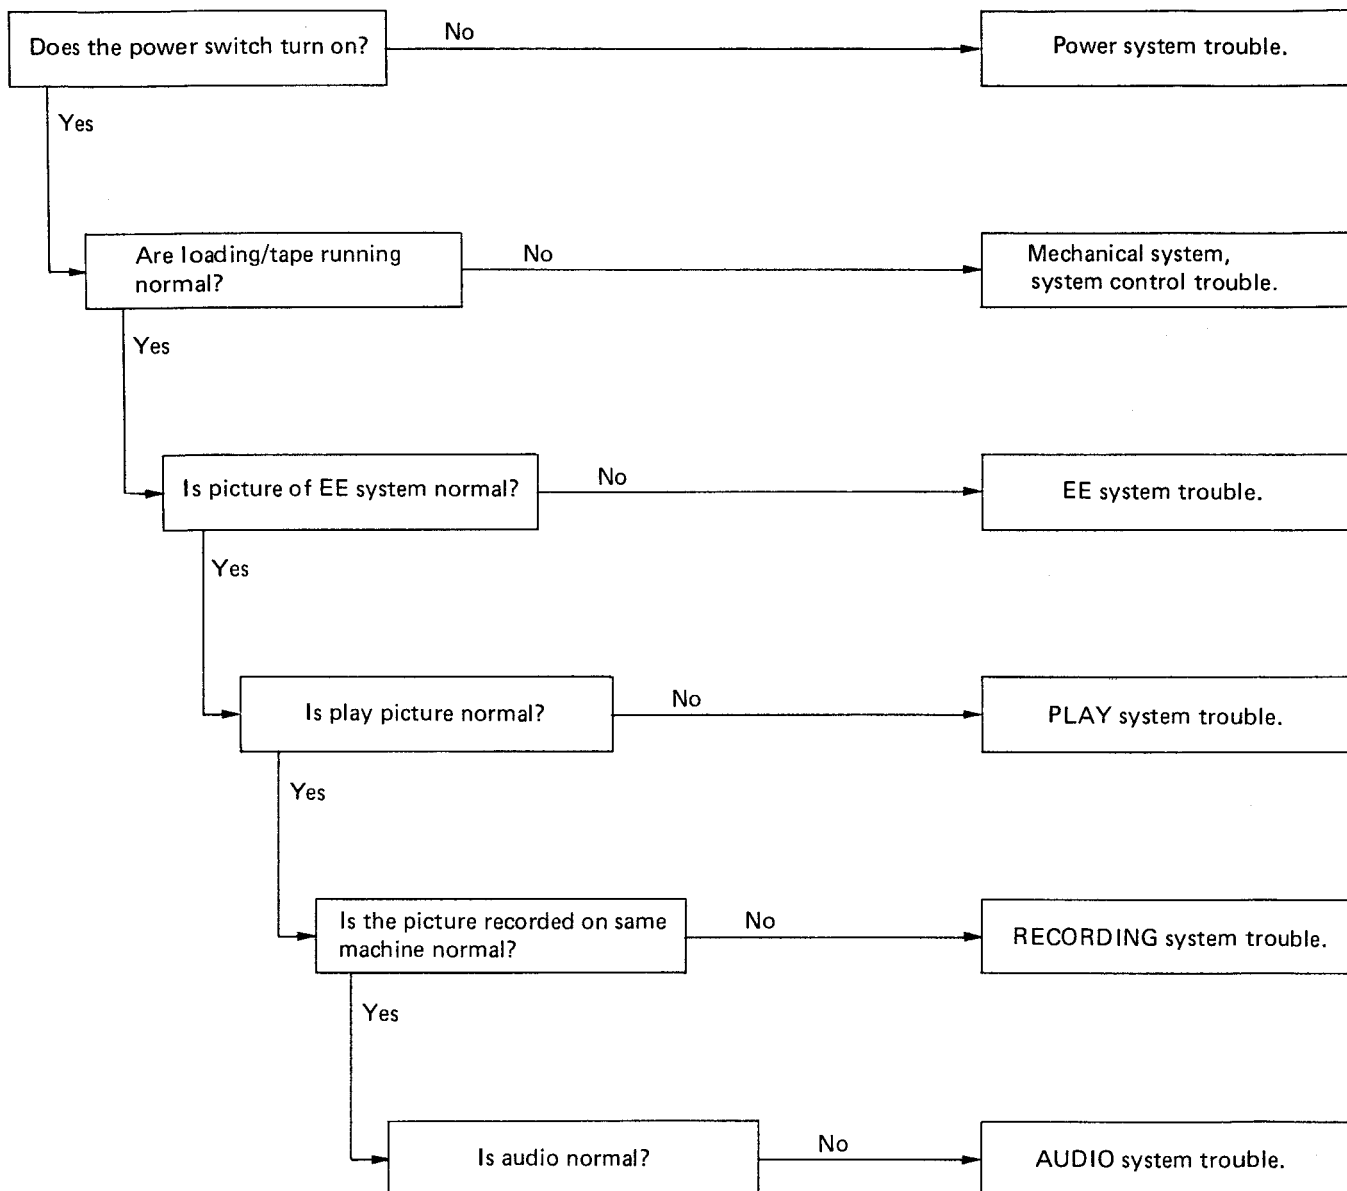 Does the power switch turn on?
No
Power system trouble.
Yes
Are loading/tape running
normal?
No
Mechanical system,
system control trouble.
Yes
Is picture of EE system normal?
No
EE system trouble.
Yes
Is play picture normal?
No
PLAY system trouble.
Yes
Is the picture recorded on same
machine normal?
No
RECORDING system trouble.
Yes
Is audio normal?
No
AUDIO system trouble.